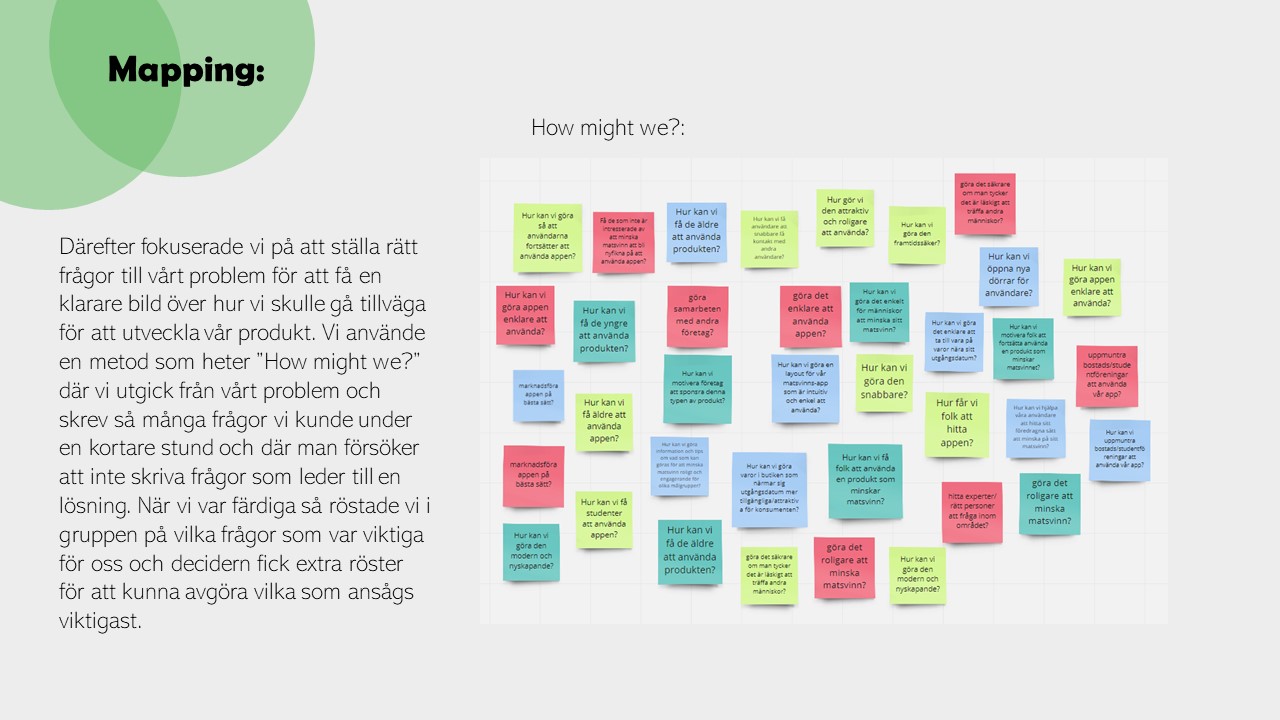 Mapping:
Därefter fokuserade vi på att ställa rätt
frågor till vårt problem för att få en
klarare bild över hur vi skulle gå tillväga
för att utveckla vår produkt. Vi använde
en metod som heter "How might we?"
där vi utgick från vårt problem och
skrev så många frågor vi kunde under
en kortare stund och där man försöker
att inte skriva frågor som leder till en
lösning. När vi var färdiga så röstade vi i
gruppen på vilka frågor som var viktiga
för oss och decidern fick extra röster
för att kunna avgöra vilka som ansågs
viktigast.
How might we?:
Hur kan vi göra
så att
användarna
fortsätter att
använda appen?
Få de som inte är
intresserade av
att minska
matsvinn att bli
nyfikna på att
använda appen?
Hur kan vi
få de äldre
att använda
produkten?
Hur kan vi få
användare att
snabbare få
kontakt med
andra
användare?
Hur gör vi
den attraktiv
och roligare
att använda?
Hur kan vi
göra den
framtidssäker?
göra det säkrare
om man tycker
det är läskigt att
träffa andra
människor?
Hur kan vi
öppna nya
dörrar för
användare?
Hur kan vi
göra appen
enklare att
använda?
Hur kan vi
göra appen
enklare att
använda?
Hur kan vi
få de yngre
att använda
produkten?
göra
samarbeten
med andra
företag?
göra det
enklare att
använda
appen?
Hur kan vi
göra det enkelt
för människor
att minska sitt
matsvinn?
Hur kan vi göra
det enklare att
ta till vara på
varor nära sitt
utgångsdatum?
Hur kan vi
motivera folk att
fortsätta använda
en produkt som
minskar
matsvinnet?
uppmuntra
bostads/stude
ntföreningar
att använda
vår app?
marknadsföra
appen på
bästa sätt?
Hur kan vi
få äldre att
använda
appen?
Hur kan vi
motivera företag
att sponsra denna
typen av produkt?
Hur kan vi göra en
layout för vår
matsvinns-app
som är intuitiv
och enkel att
använda?
Hur kan vi
göra den
snabbare?
Hur får vi
folk att
hitta
appen?
Hur kan vi hjälpa
våra användare
att hitta sitt
föredragna sätt
att minska på sitt
matsvinn?
Hur kan vi
uppmuntra
bostads/studentfö
reningar att
använda vår app?
marknadsföra
appen på
bästa sätt?
Hur kan vi få
studenter
att använda
appen?
Hur kan vi göra
information och tips
om vad som kan
göras för att minska
matsvinn roligt och
engagerande för
olika målgrupper?
Hur kan vi göra
varor i butiken som
närmar sig
utgångsdatum mer
tillgängliga/attraktiv
a för konsumenten?
Hur kan vi få
folk att använda
en produkt som
minskar
matsvinn?
hitta experter/
rätt personer
att fråga inom
området?
göra det
roligare att
minska
matsvinn?
Hur kan vi
göra den
modern och
nyskapande?
Hur kan vi
få de äldre
att använda
produkten?
göra det säkrare
om man tycker
det är läskigt att
träffa andra
människor?
göra det
roligare att
minska
matsvinn?
Hur kan vi
göra den
modern och
nyskapande?